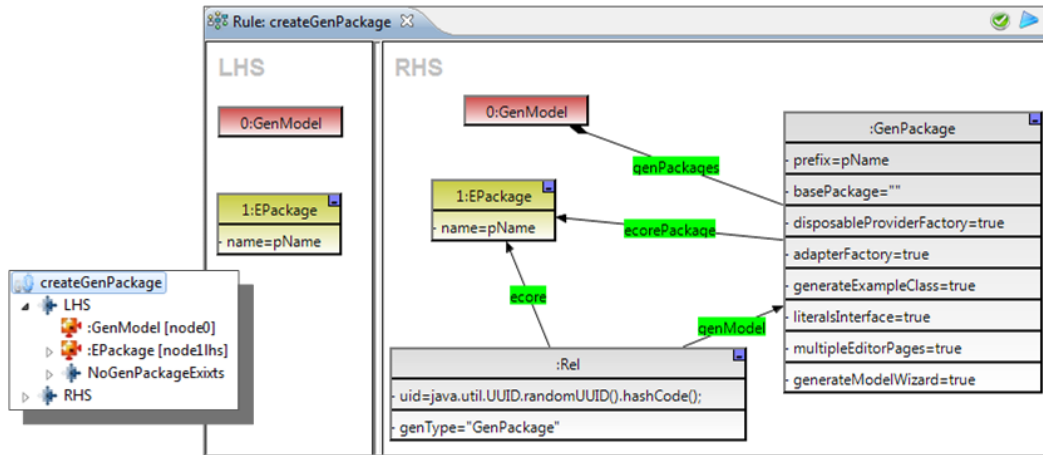 Rule: createGenPackage
LHS
0:GenModel
1:EPackage
- name=pName
RHS
0:GenModel
genPackages
1:EPackage
- name=pName
ecorePackage
ecore
genModel
:GenPackage
- prefix=pName
- basePackage=""
- disposableProviderFactory=true
- adapterFactory=true
- generateExampleClass=true
- literalsInterface=true
- multipleEditorPages=true
- generateModelWizard=true
:Rel
- uid=java.util.UUID.randomUUID().hashCode();
- genType="GenPackage"
createGenPackage
LHS
:GenModel [node0]
:EPackage [node1lhs]
NoGenPackageExixts
RHS